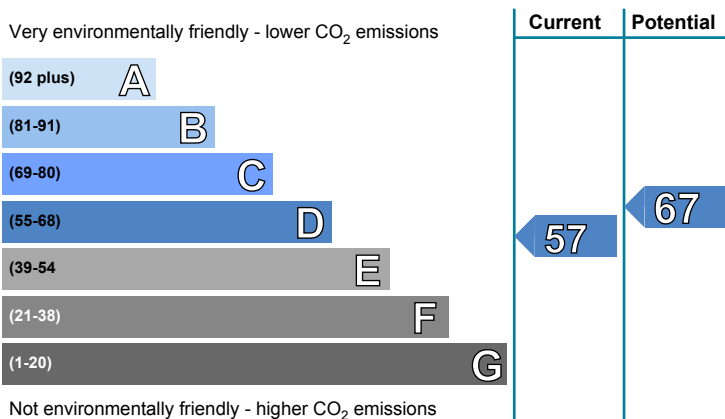 Very environmentally friendly - lower CO2 emissions
Current
Potential
(92 plus) A
(81-91) B
(69-80) C
(55-68) D
(39-54 E
(21-38) F
(1-20) G
67
57
Not environmentally friendly - higher CO2 emissions